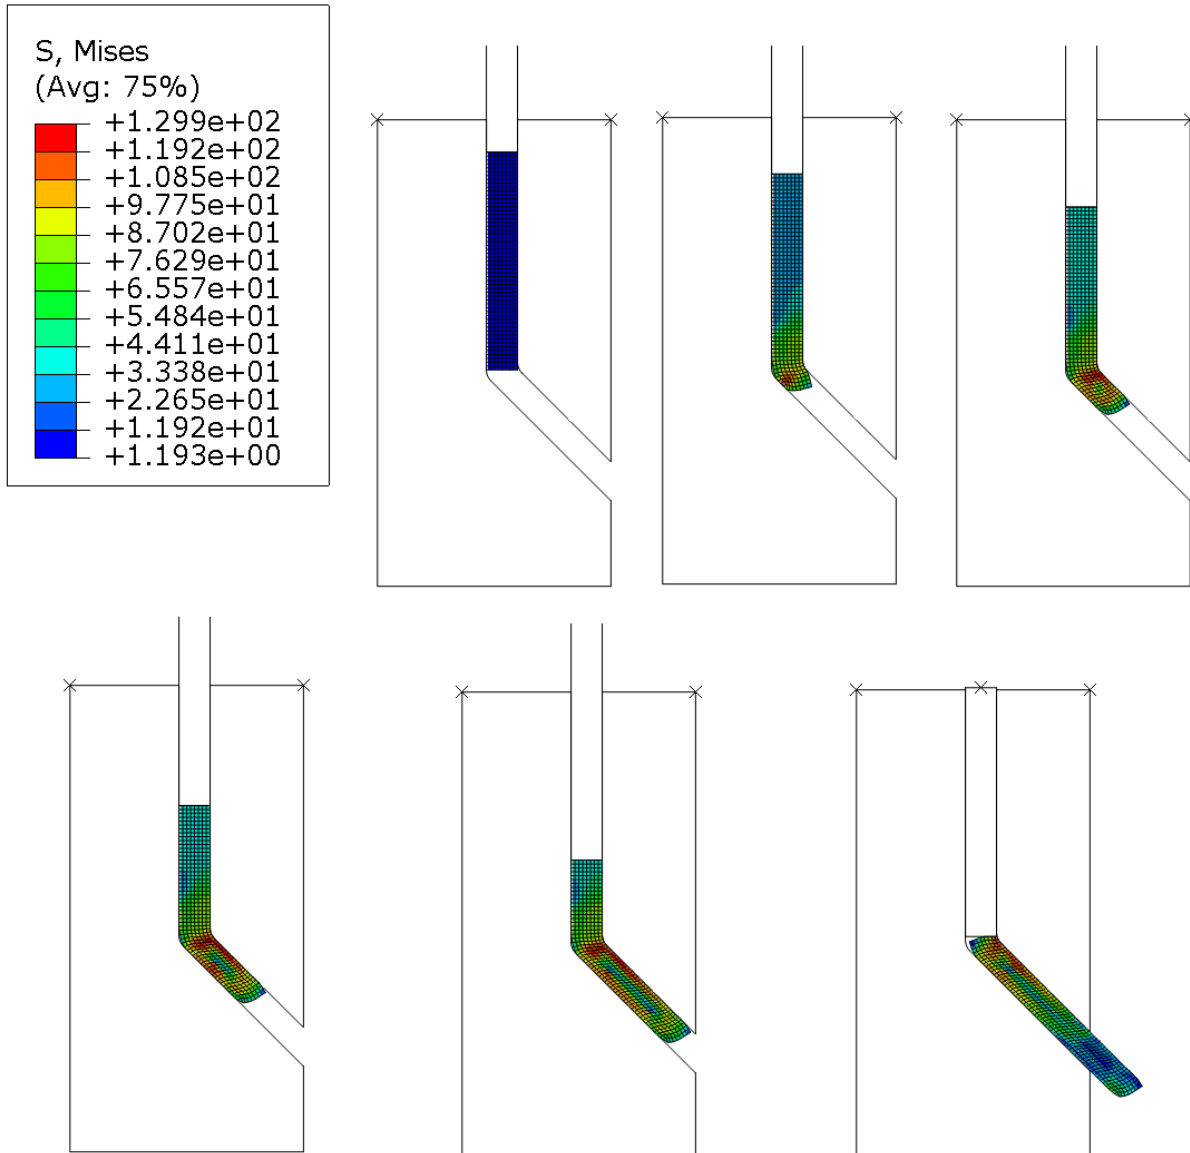 S, Mises
(Avg: 75%)
+1.299e+02
+1.192e+02
+1.085e+02
+9.775e+01
+8.702e+01
+7.629e+01
+6.557e+01
+5.484e+01
+4.411e+01
+3.338e+01
+2.265e+01
+1.192e+01
+1.193e+00